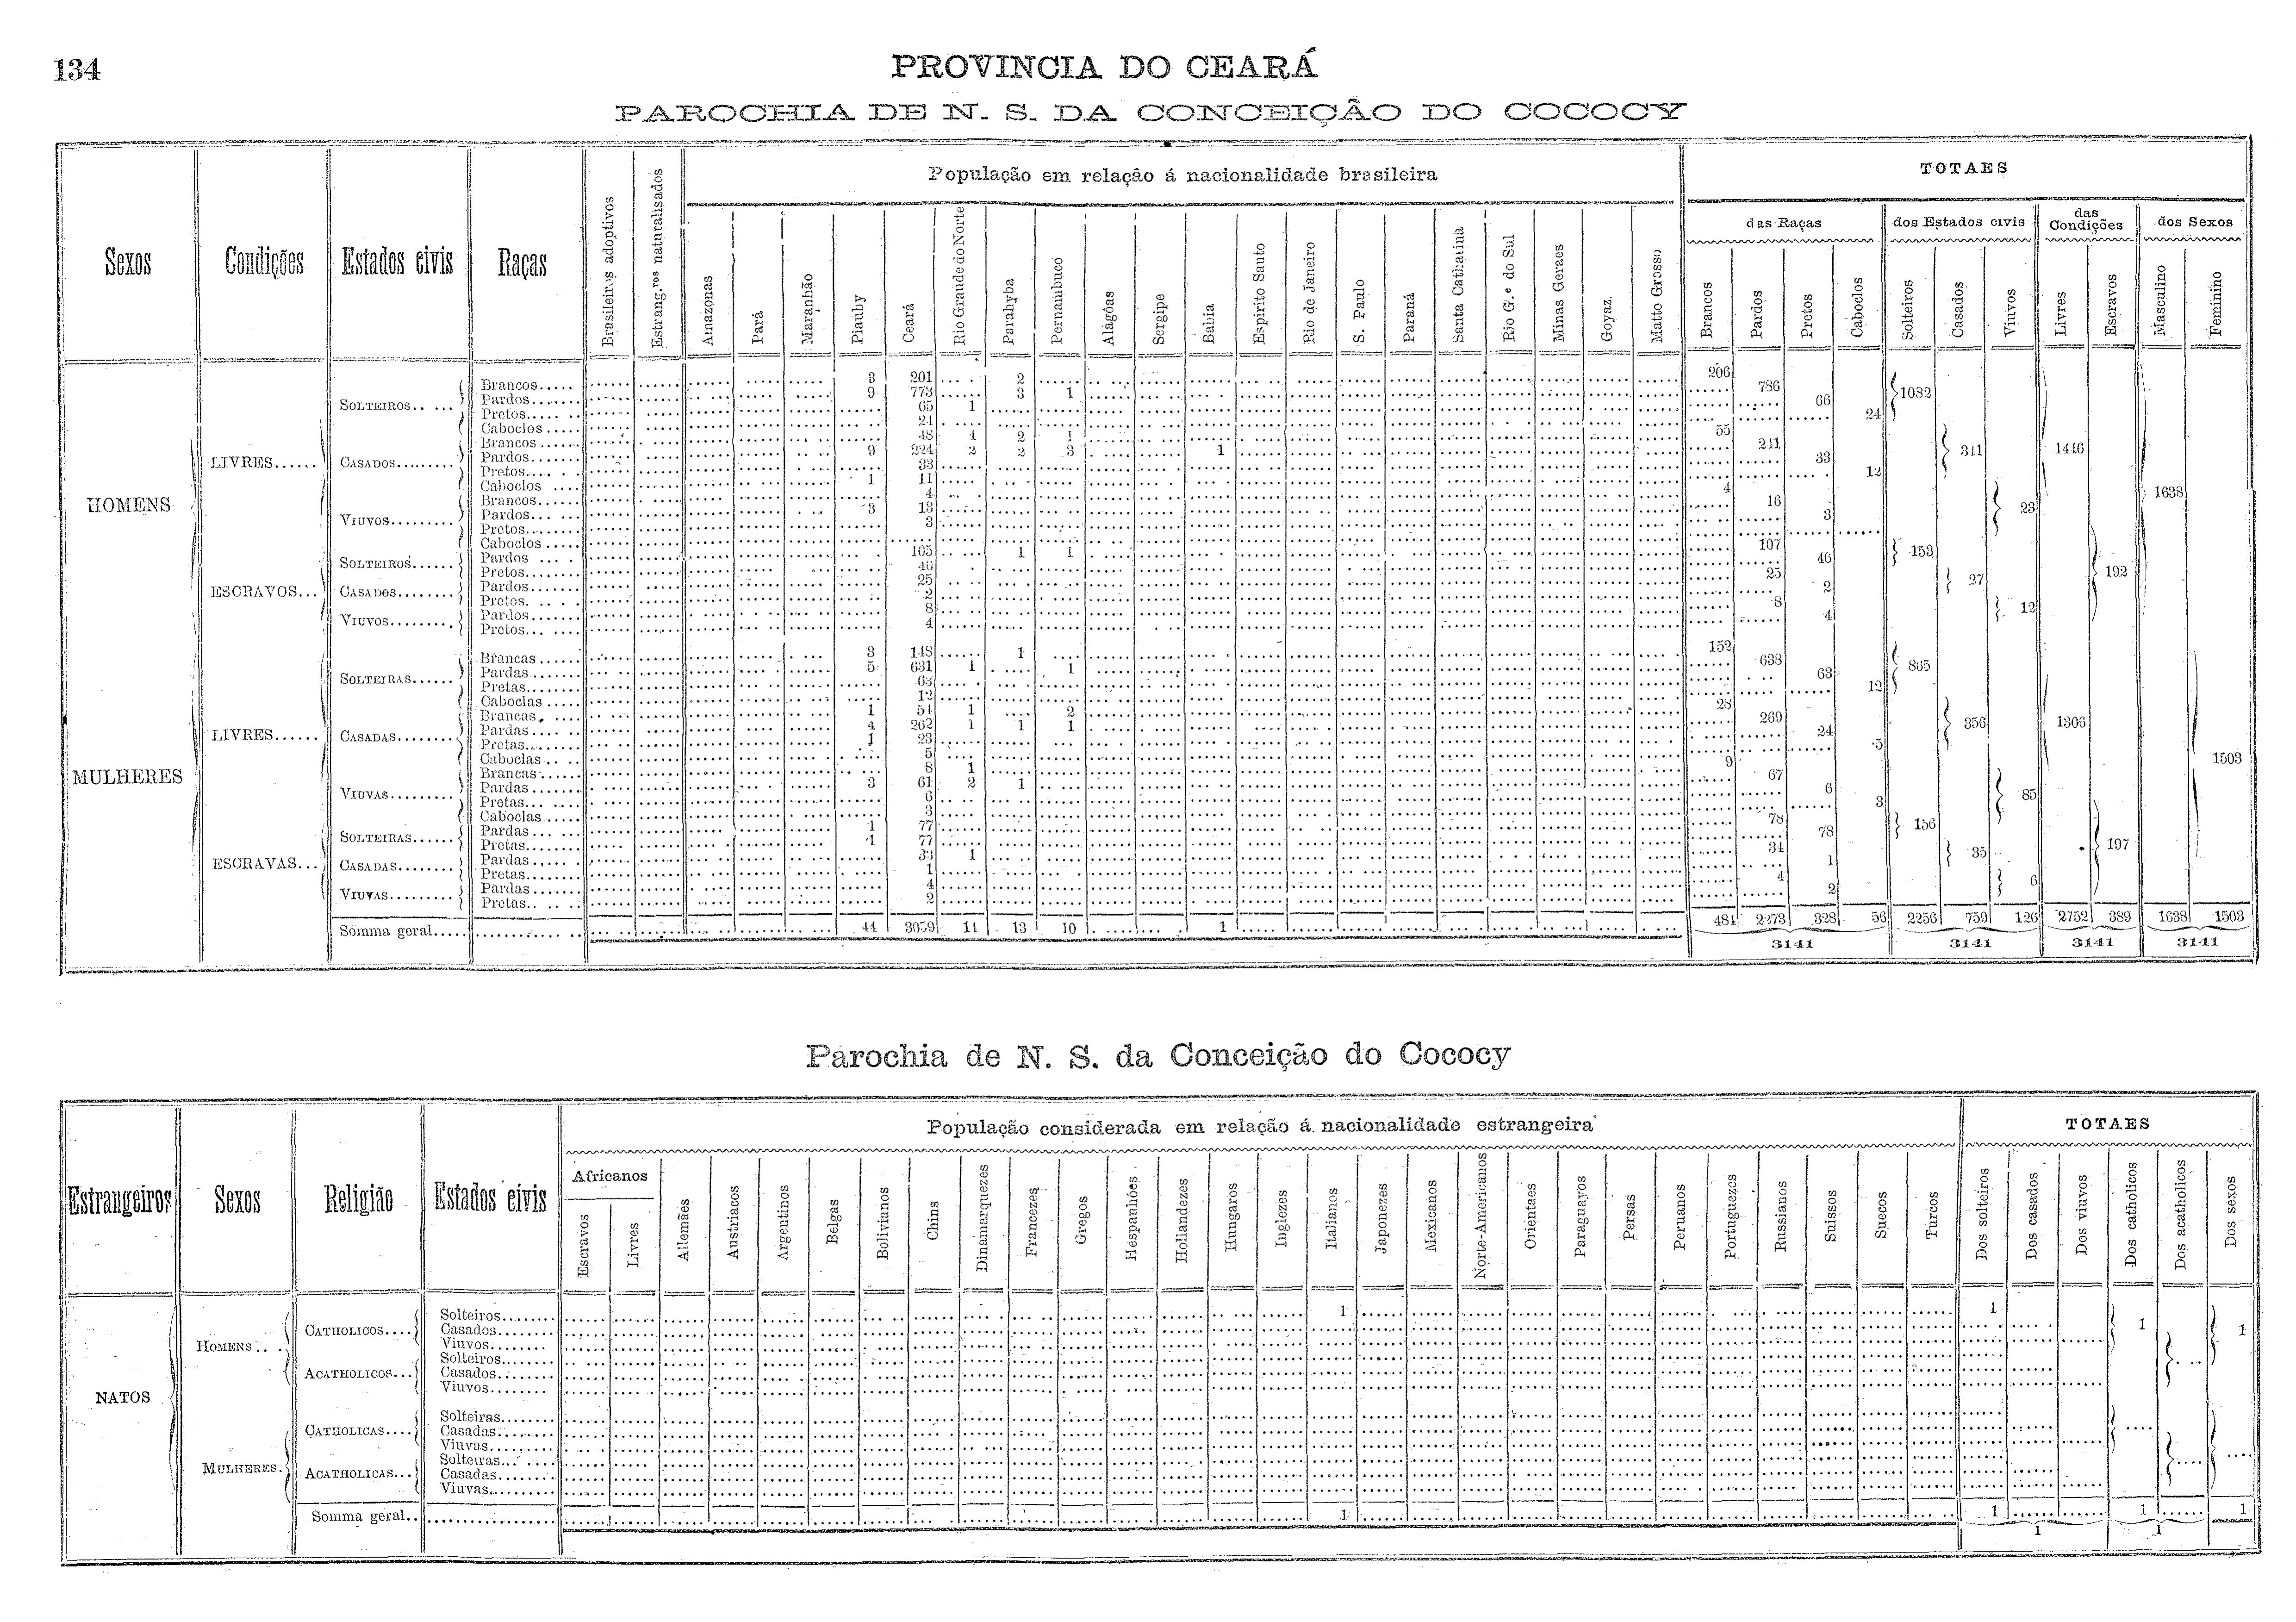 134
PROVINCIA DO CEARÁ
PAROCHIA DE N. S. DA CONCEIÇÃO DO COCOCY
Sexos Condições Estados civis Raças Brasileiros adoptivos Estrang.ros naturalisados População em relação á nacionalidade brasileira TOTAES
das Raças dos Estados civis das Condições dos Sexos
Amazonas Pará Maranhão Piauhy Ceará Rio Grande do Norte Parahyba Pernambuco Alagôas Sergipe Bahia Espirito Santo Rio de Janeiro S. Paulo Paraná Santa Catharina Rio G.e do Sul Minas Geraes Goyaz Matto Grosso Brancos Pardos Pretos Caboclos Solteiros Casados Viuvos Livres Escravos Masculino Feminino
HOMENS
LIVRES......
SOLTEIROS......
Brancos..... 3 201 2 206
Pardos...... 9 773 3 1 786
Pretos...... 65 1 66
Caboclos.... 24 24
1082
CASADOS.........
Brancos..... 48 4 2 1 55
Pardos...... 9 224 2 2 3 1 241
Pretos...... 33 33
Caboclos.... 1 11 12
341 1446
VIUVOS.........
Brancos..... 4 4
Pardos...... 3 13 16
Pretos...... 3 3
Caboclos.....
23 1638
ESCRAVOS...
SOLTEIROS......
Pardos...... 105 1 1 107
Pretos...... 46 46
153
CASADOS........
Pardos...... 25 25
Pretos...... 2 2
27 192
VIUVOS.........
Pardos...... 8 8
Pretos...... 4 4
12
MULHERES
LIVRES......
SOLTEIRAS......
Brancas..... 3 148 1 152
Pardas...... 5 631 1 1 638
Pretas...... 63 63
Caboclas.... 12 12
865
CASADAS........
Brancas..... 1 54 1 2
Pardas...... 4 262 1 1 1 269
Pretas...... 1 23 24
Caboclas.... 5 5
356 1306
VIUVAS.........
Brancas..... 8 1 9
Pardas...... 3 61 2 1 67
Pretas...... 6 6
Caboclas.... 3 3
85 1503
ESCRAVAS...
SOLTEIRAS......
Pardas...... 1 77 78
Pretas...... 1 77 78
156
CASADAS........
Pardas...... 33 1 34
Pretas...... 1 1
35 197
VIUVAS.........
Pardas...... 4 4
Pretas...... 2 2
6
Somma geral..... 44 3059 14 13 10 1 481 2273 328 56 2256 759 126 2752 389 1638 1503
3141 3141 3141 3141
Parochia de N. S. da Conceição do Cococy
Estrangeiros Sexos Religião Estados civis População considerada em relação á nacionalidade estrangeira TOTAES
Africanos
Escravos Livres Allemães Austriacos Argentinos Belgas Bolivianos Chins Dinamarquezes Francezes Gregos Hespanhóes Hollandezes Hungaros Inglezes Italianos Japonezes Mexicanos Norte-Americanos Orientaes Paraguayos Persas Peruanos Portuguezes Russianos Suissos Suecos Turcos Dos solteiros Dos casados Dos viuvos Dos catholicos Dos acatholicos Dos sexos
NATOS
HOMENS...
CATHOLICOS....
Solteiros........ 1 1
Casados........ 1 1
Viuvos.........
ACATHOLICOS...
Solteiros........
Casados........
Viuvos.........
MULHERES.
CATHOLICAS....
Solteiras........
Casadas........
Viuvas.........
ACATHOLICAS...
Solteiras........
Casadas........
Viuvas.........
Somma geral.. 1 1 1 1
1 1